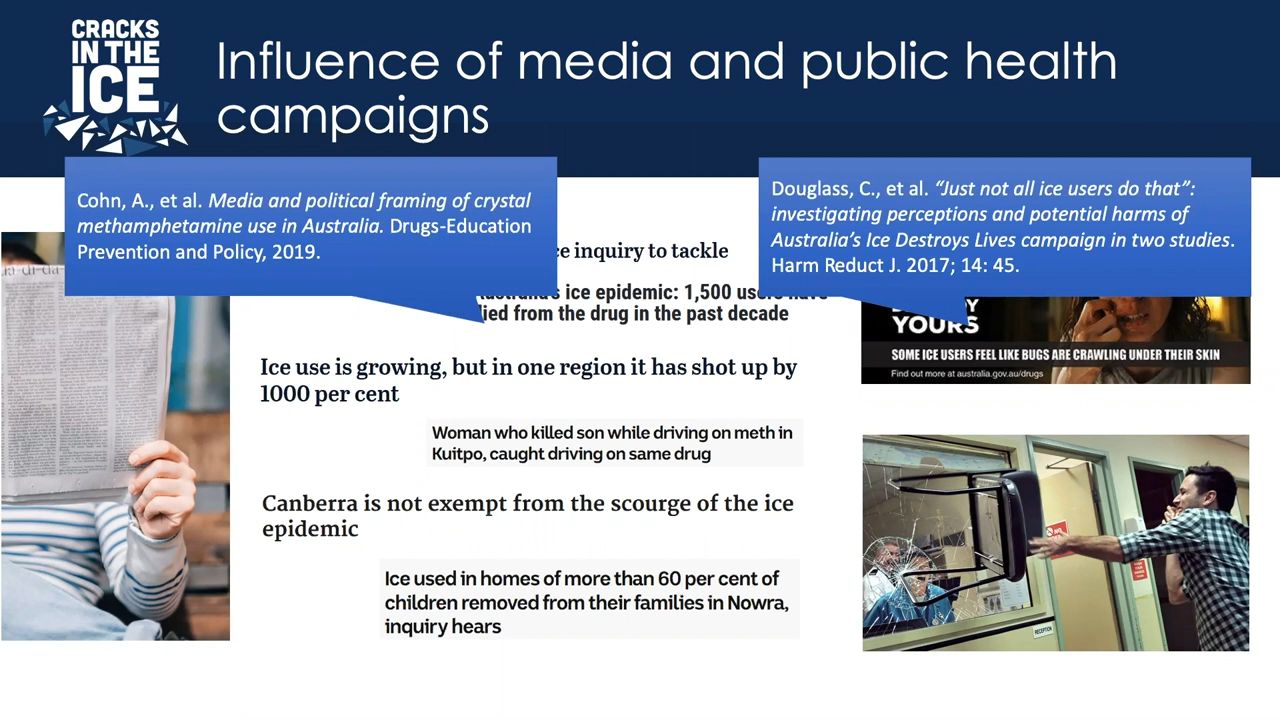 CRACKS
IN THE
ICE
Influence of media and public health
campaigns
Cohn, A., et al. Media and political framing of crystal
methamphetamine use in Australia. Drugs-Education
Prevention and Policy, 2019.
Douglass, C., et al. “Just not all ice users do that”:
investigating perceptions and potential harms of
Australia’s Ice Destroys Lives campaign in two studies.
Harm Reduct J. 2017; 14: 45.
inquiry to tackle
ice epidemic: 1,500 users have
from the drug in the past decade
Ice use is growing, but in one region it has shot up by
1000 per cent
Woman who killed son while driving on meth in
Kuitpo, caught driving on same drug
Canberra is not exempt from the scourge of the ice
epidemic
Ice used in homes of more than 60 per cent of
children removed from their families in Nowra,
inquiry hears
YOURS
SOME ICE USERS FEEL LIKE BUGS ARE CRAWLING UNDER THEIR SKIN
Find out more at australia.gov.au/drugs
RECEPTION